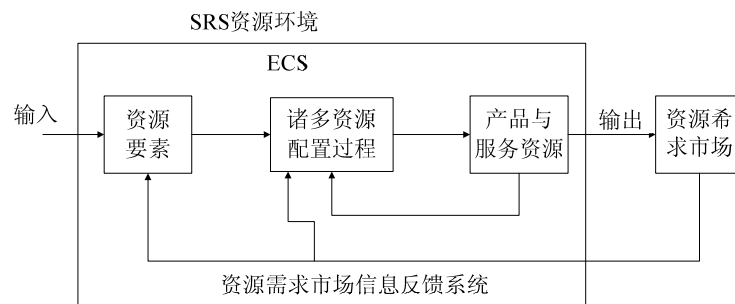 SRS资源环境
ECS
输入
资源
要素
诸多资源
配置过程
产品与
服务资源
输出
资源希
求市场
资源需求市场信息反馈系统